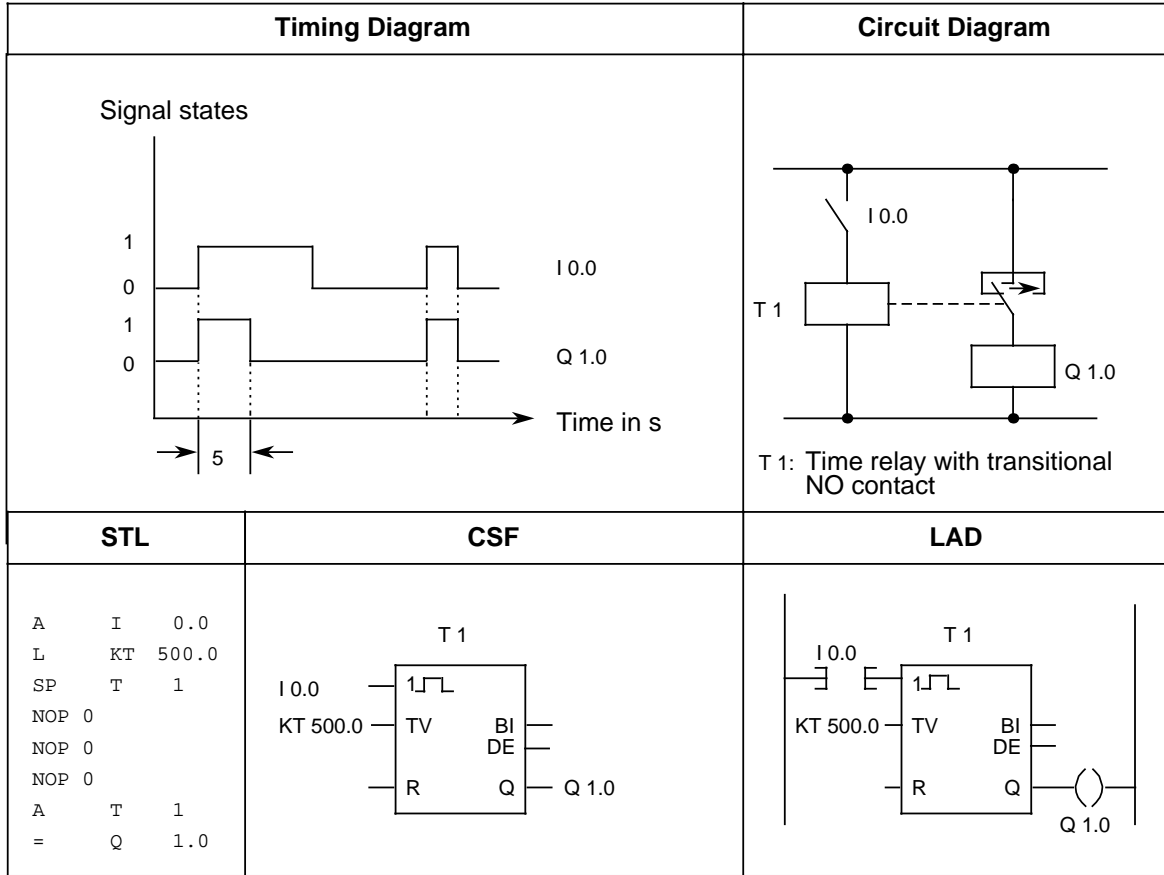 Timing Diagram
Circuit Diagram
Signal states
1
0
I 0.0
1
0
Q 1.0
Time in s
5
I 0.0
T 1
Q 1.0
T 1: Time relay with transitional
NO contact
STL
CSF
LAD
A I 0.0
L KT 500.0
SP T 1
NOP 0
NOP 0
NOP 0
A T 1
= Q 1.0
T 1
I 0.0
1
KT 500.0
TV
BI
DE
R
Q
Q 1.0
T 1
I 0.0
1
KT 500.0
TV
BI
DE
R
Q
Q 1.0